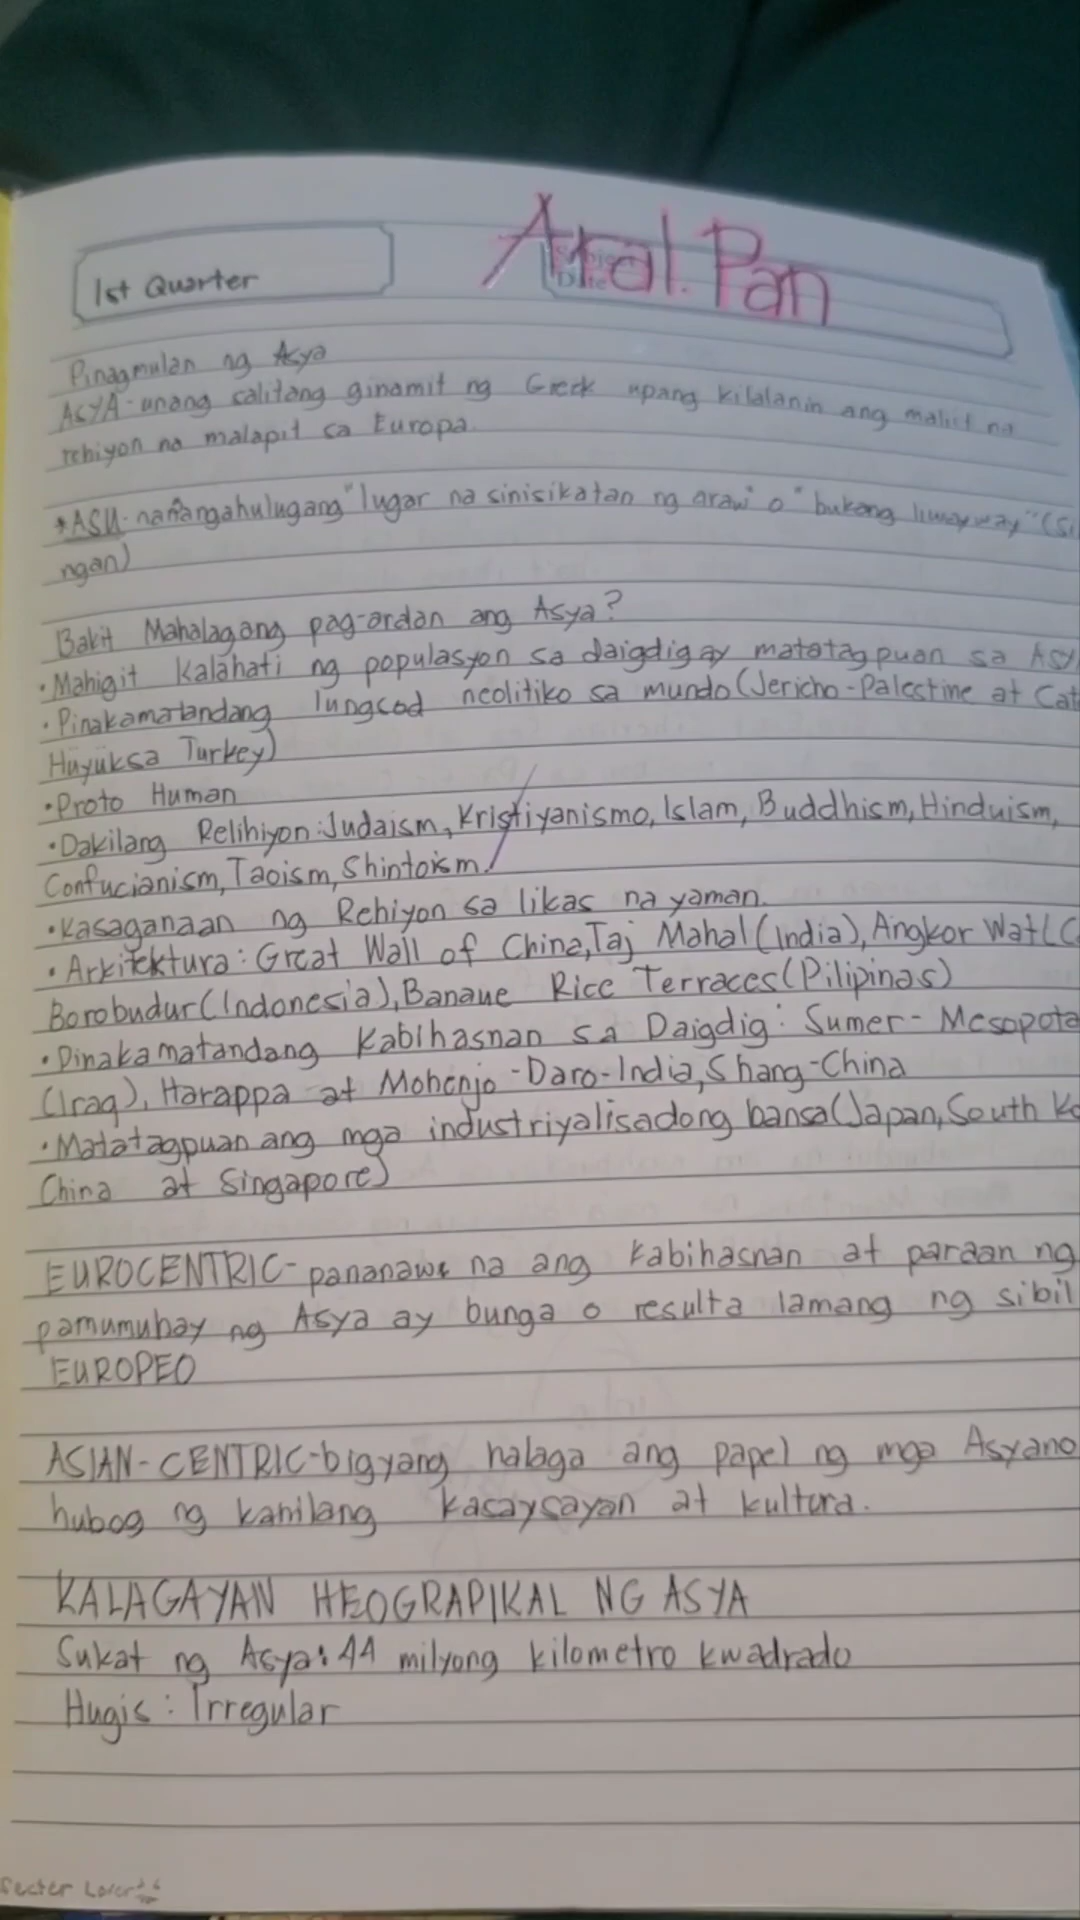 Aral. Pan
1st Quarter
Pinagmulan ng Asya
ASYA-unang salitang ginamit ng Greek upang kilalanin ang maliit na
rehiyon na malapit sa Europa.
*ASU-nangangahulugang "lugar na sinisikatan ng araw" o "bukang liwayway" (Si
ngan)
Bakit Mahalagang pag-aralan ang Asya?
•Mahigit kalahati ng populasyon sa daigdig ay matatagpuan sa Asy
•Pinakamatandang lungsod neolitiko sa mundo (Jericho-Palestine at Cat
Huyuksa Turkey)
•Proto Human
•Dakilang Relihiyon: Judaism, Kristiyanismo, Islam, Buddhism, Hinduism,
Confucianism, Taoism, Shintoism
•Kasaganaan ng Rehiyon sa likas na yaman.
•Arkitektura: Great Wall of China, Taj Mahal (India), Angkor Wat (C
Borobudur (Indonesia), Banaue Rice Terraces (Pilipinas)
•Pinakamatandang Kabihasnan sa Daigdig: Sumer-Mesopota
(Iraq), Harappa at Mohenjo-Daro-India, Shang-China
•Matatagpuan ang mga industriyalisadong bansa (Japan, South Ko
China at Singapore)
EUROCENTRIC-pananaw na ang kabihasnan at paraan ng
pamumuhay ng Asya ay bunga o resulta lamang ng sibil
EUROPEO
ASIAN-CENTRIC-bigyang halaga ang papel ng mga Asyano
hubog ng kanilang kasaysayan at kultura.
KALAGAYAN HEOGRAPIKAL NG ASYA
Sukat ng Asya: 44 milyong kilometro kwadrado
Hugis: Irregular